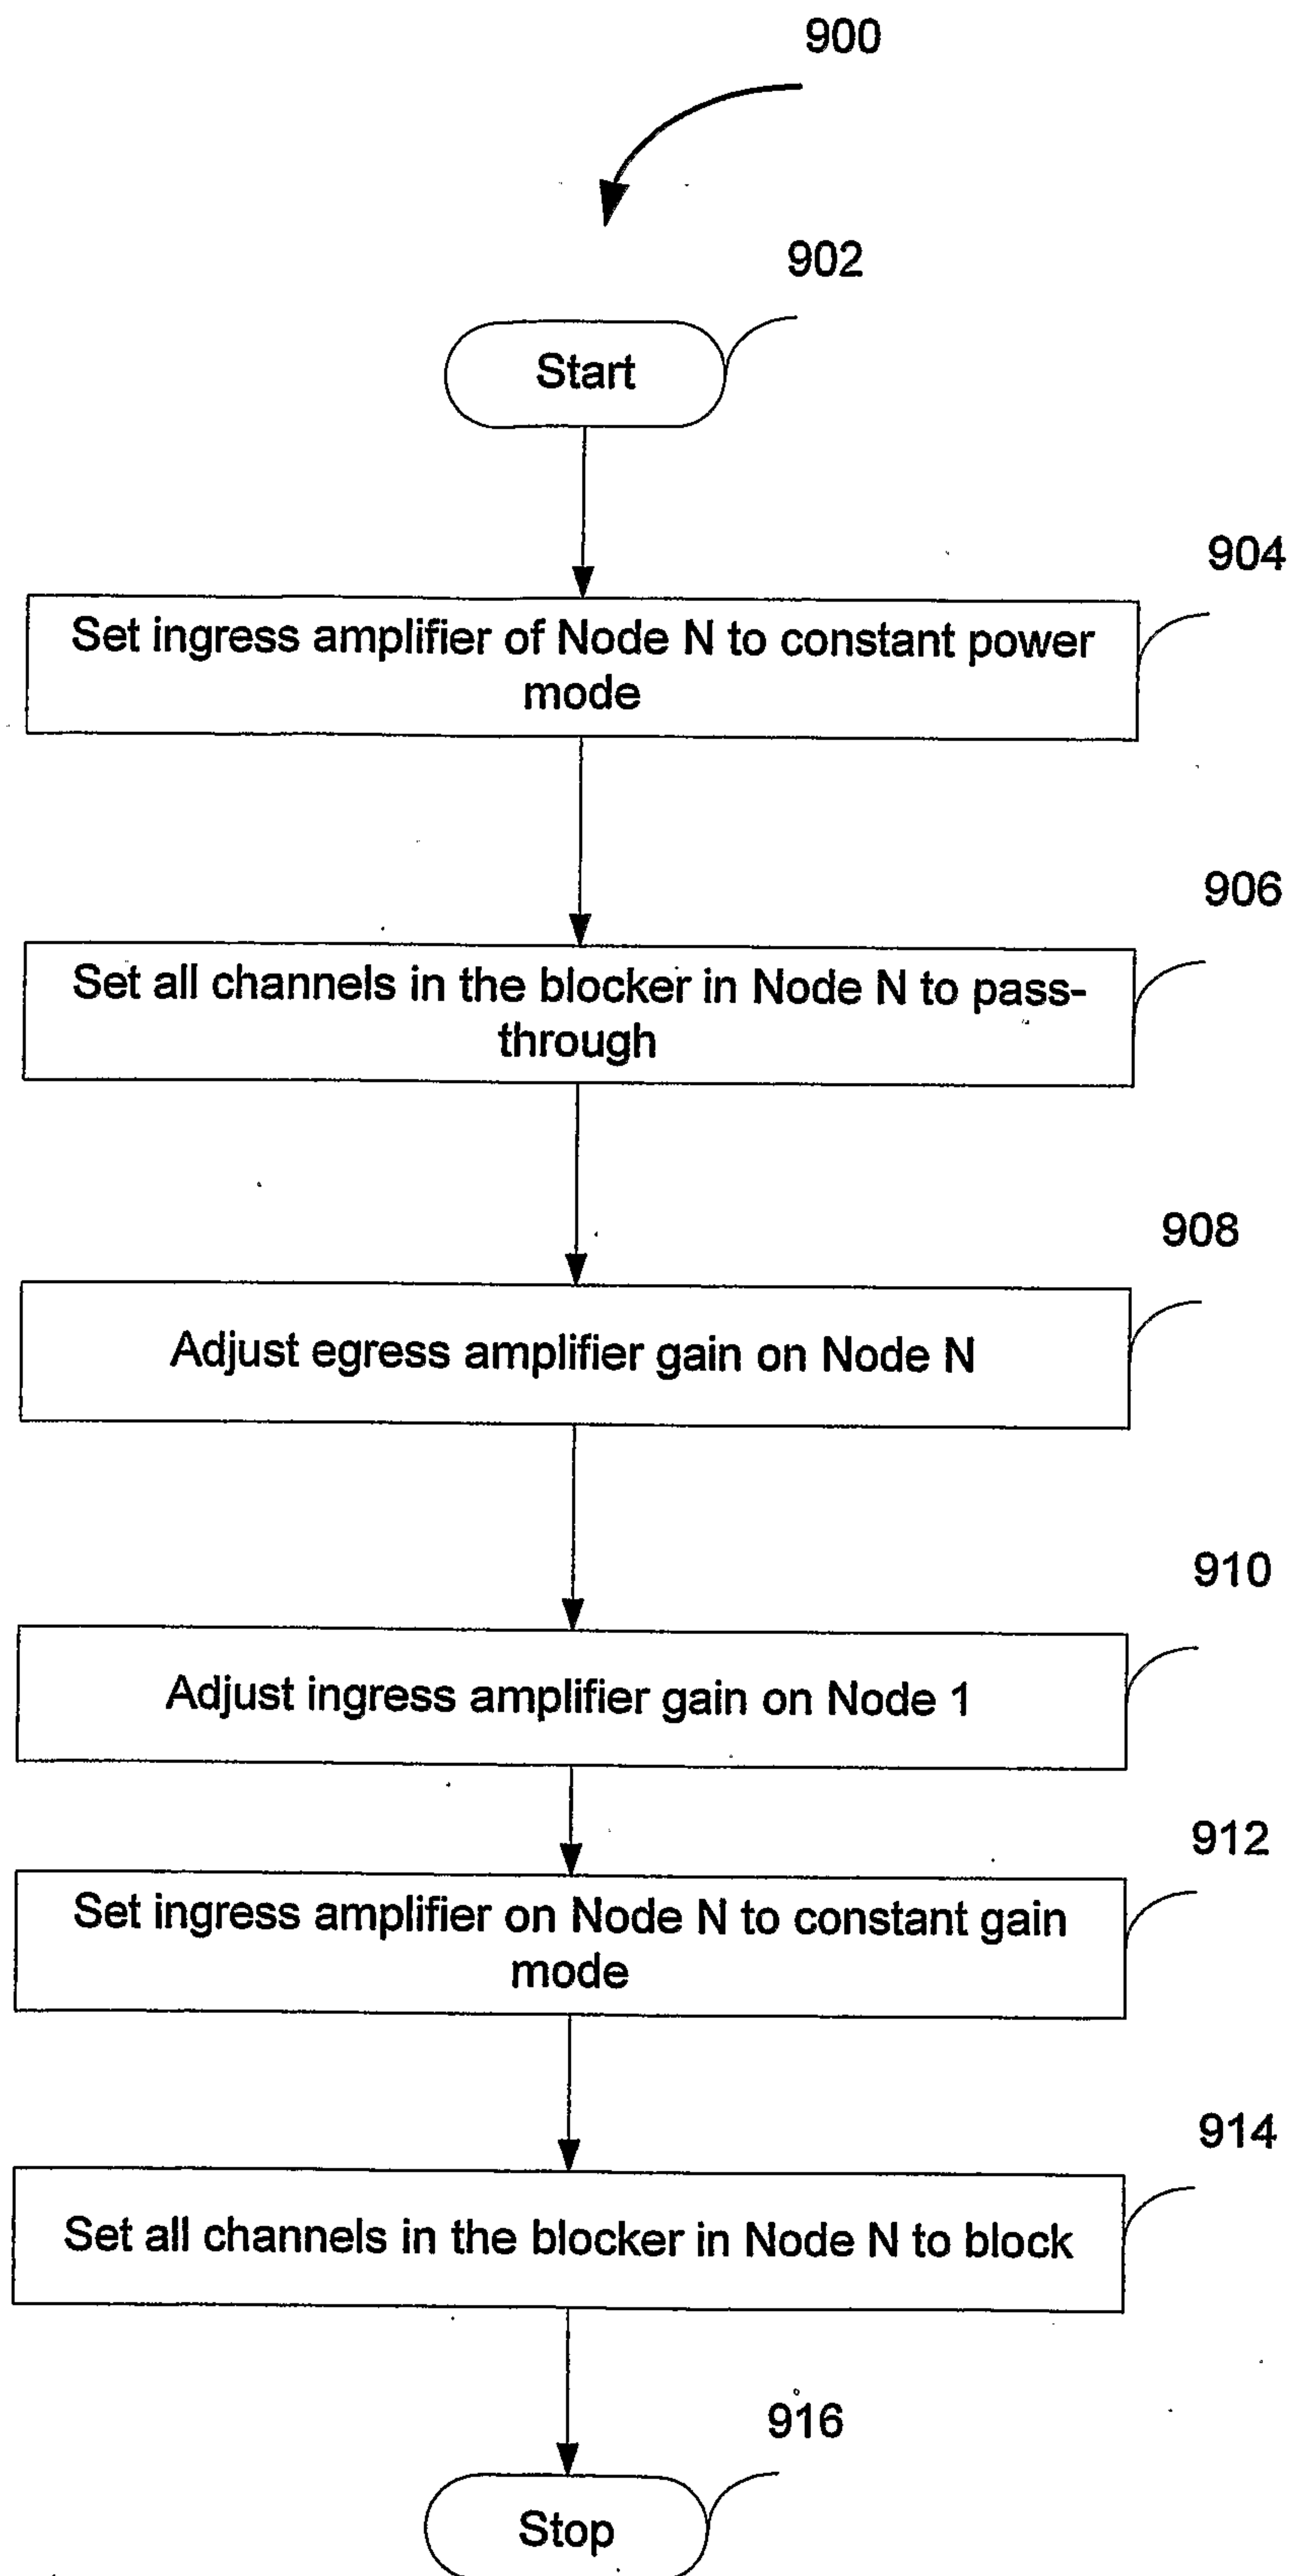 900
902
Start
904
Set ingress amplifier of Node N to constant power
mode
906
Set all channels in the blocker in Node N to pass-
through
908
Adjust egress amplifier gain on Node N
910
Adjust ingress amplifier gain on Node 1
912
Set ingress amplifier on Node N to constant gain
mode
914
Set all channels in the blocker in Node N to block
916
Stop